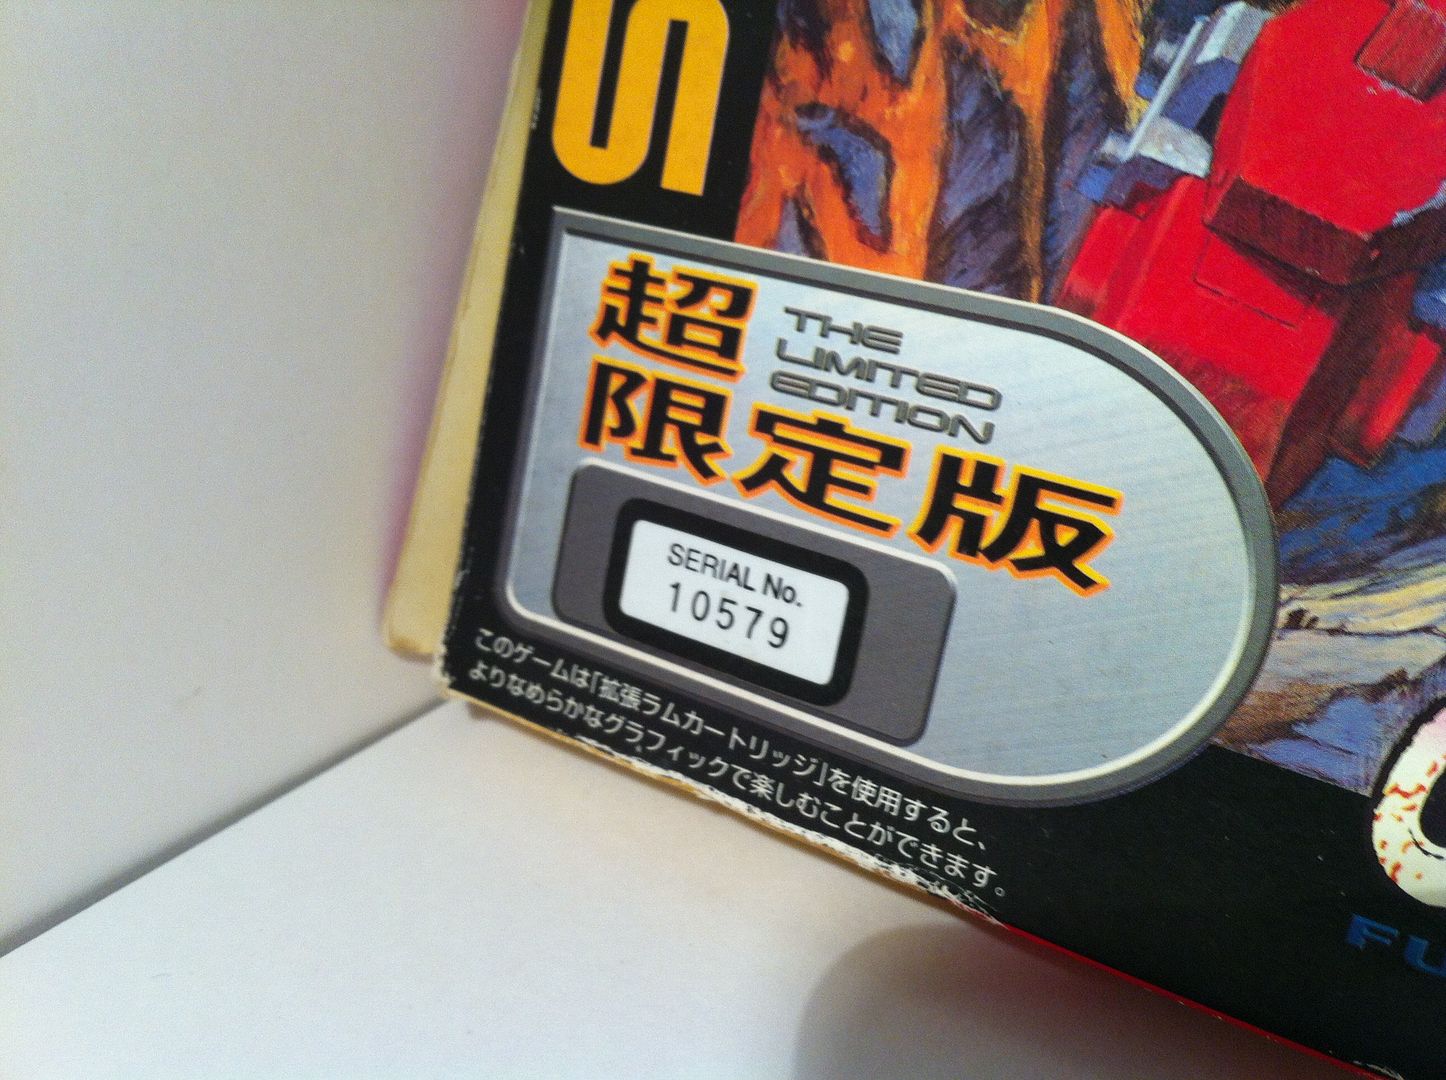 S
超
THE
LIMITED
EDITION
限定版
SERIAL No.
10579
このゲームは「拡張ラムカートリッジ」を使用すると、
よりなめらかなグラフィックで楽しむことができます。
FU